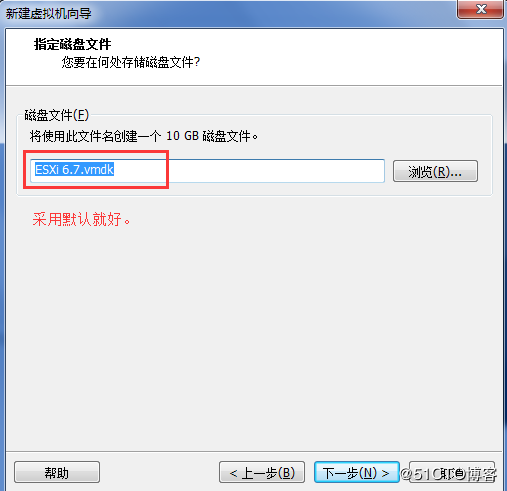 新建虚拟机向导
指定磁盘文件
您要在何处存储磁盘文件?
磁盘文件(F)
将使用此文件名创建一个 10 GB 磁盘文件。
ESXi 6.7.vmdk
浏览(R)...
采用默认就好。
帮助
< 上一步(B)
下一步(N) >
取消
@51CTO博客